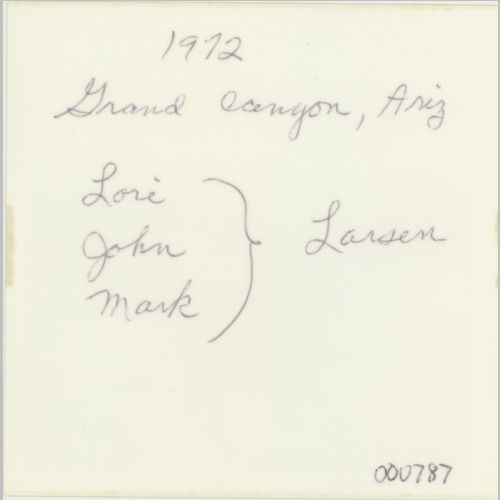 1972
Grand Canyon, Ariz
Lori
John } Larsen
Mark
000787